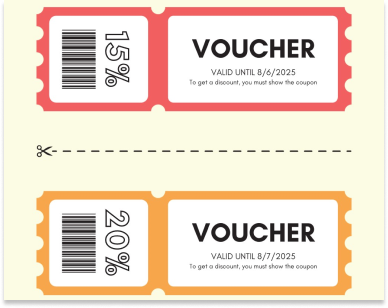 15%
VOUCHER
VALID UNTIL 8/6/2025
To get a discount, you must show the coupon
20%
VOUCHER
VALID UNTIL 8/7/2025
To get a discount, you must show the coupon